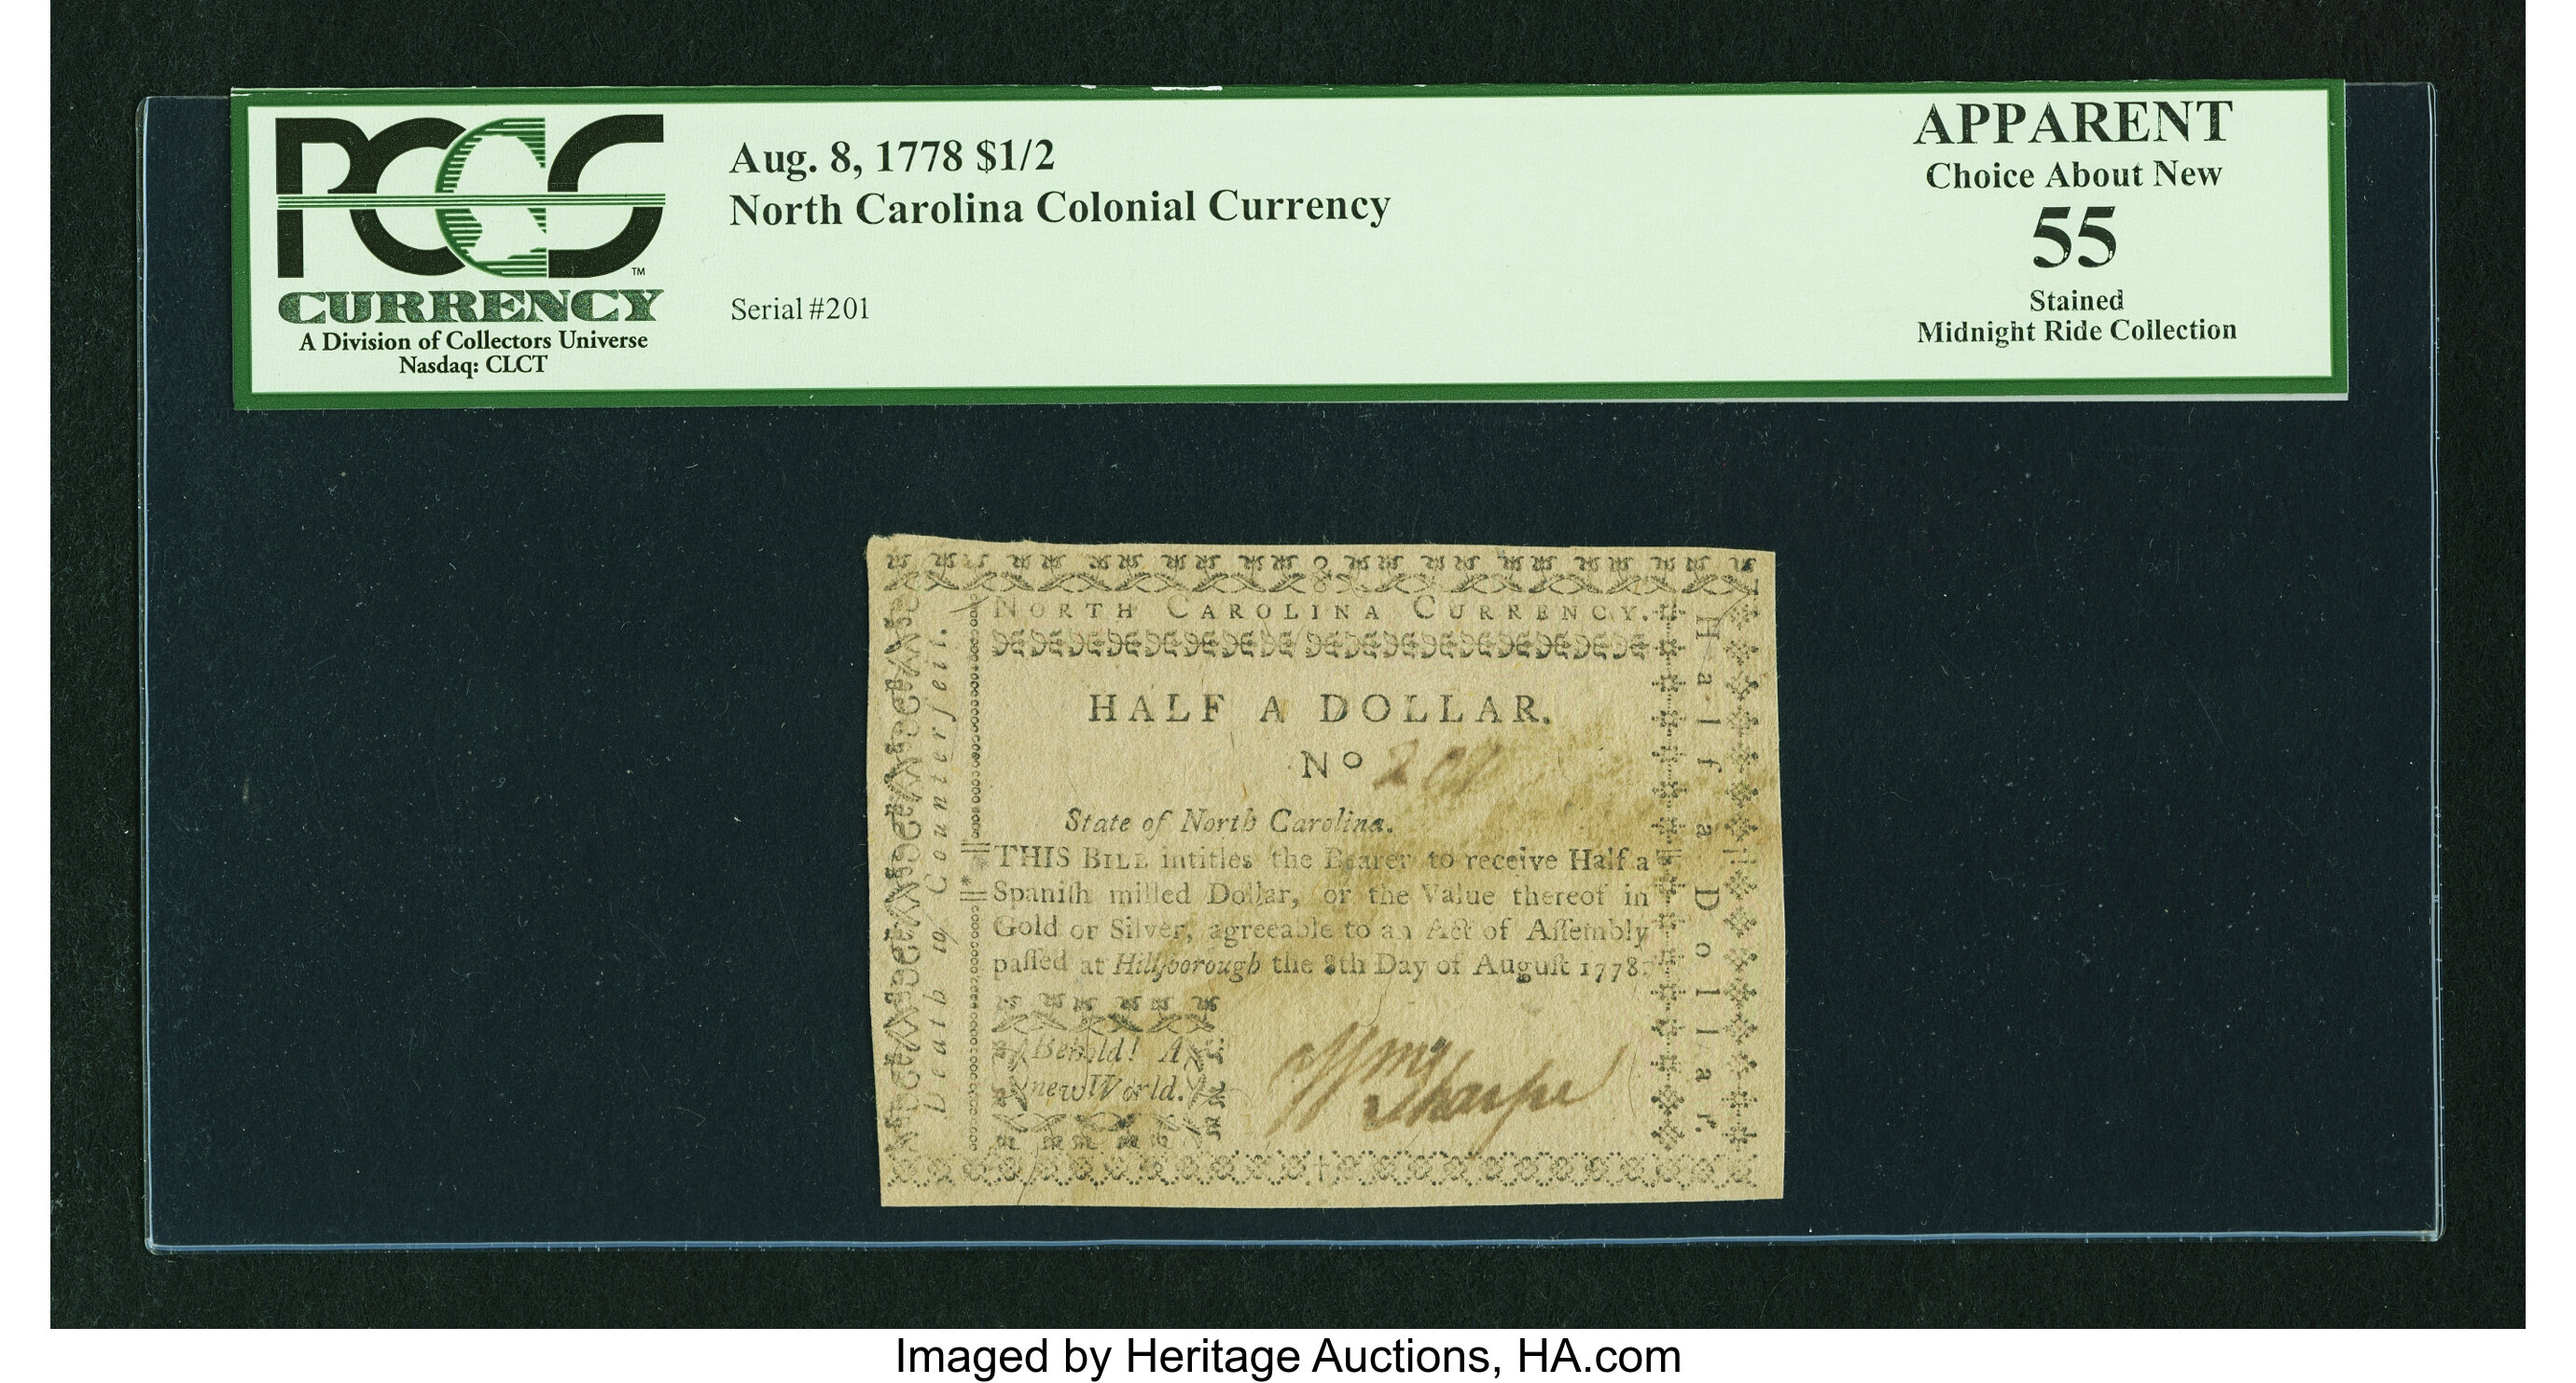 PCGS
TM
CURRENCY
A Division of Collectors Universe
Nasdaq: CLCT
Aug. 8, 1778 $1/2
North Carolina Colonial Currency
Serial #201
APPARENT
Choice About New
55
Stained
Midnight Ride Collection
NORTH CAROLINA CURRENCY.
HALF A DOLLAR.
No 201
State of North Carolina.
THIS BILL intitles the Bearer to receive Half a
Spaniſh milled Dollar, or the Value thereof in
Gold or Silver, agreeable to an Act of Aſſembly
paſſed at Hillſborough the 8th Day of Auguſt 1778.
Behold! A
new World.
Wm Sharpe
Death to Counterfeit.
Half a Dollar.
Imaged by Heritage Auctions, HA.com